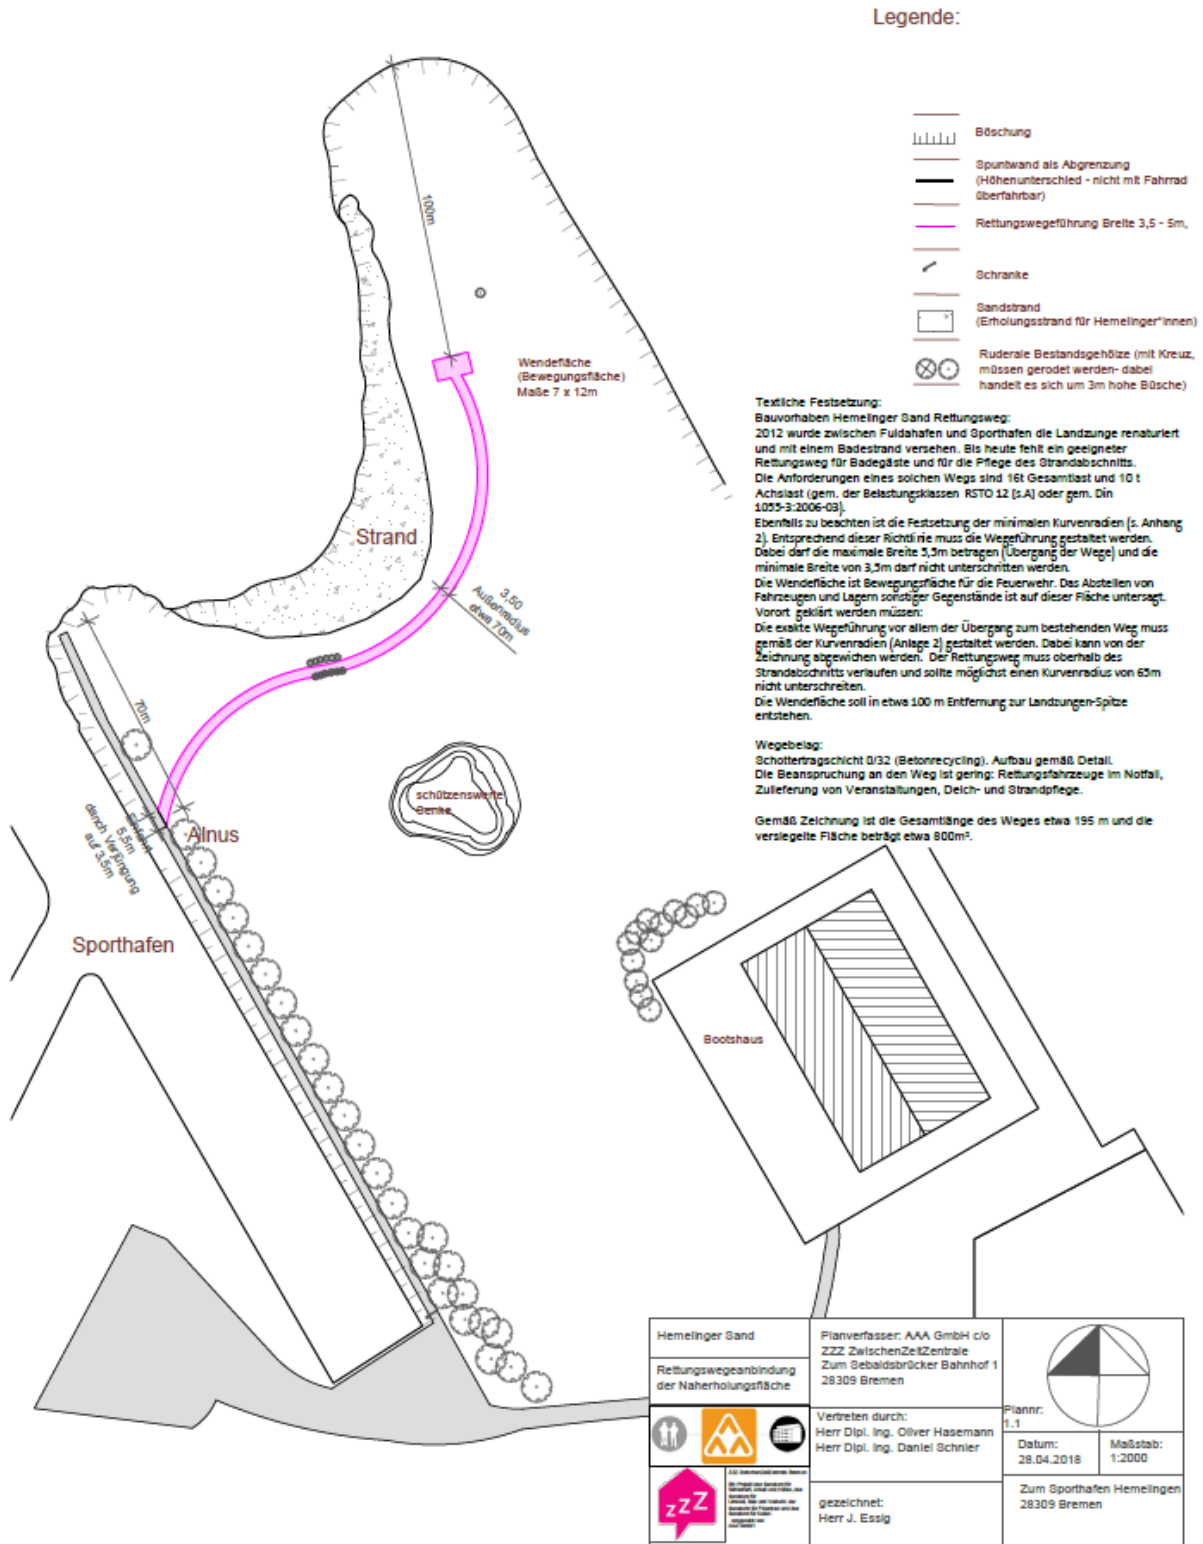 Legende:
Böschung
Spuntwand als Abgrenzung
(Höhenunterschied - nicht mit Fahrrad
überfahrbar)
Rettungswegeführung Breite 3,5 - 5m,
Schranke
Sandstrand
(Erholungsstrand für Hemelinger*innen)
Ruderale Bestandsgehölze (mit Kreuz,
müssen gerodet werden- dabei
handelt es sich um 3m hohe Büsche)
100m
Wendefläche
(Bewegungsfläche)
Maße 7 x 12m
Textliche Festsetzung:
Bauvorhaben Hemelinger Sand Rettungsweg:
2012 wurde zwischen Fuldahafen und Sporthafen die Landzunge renaturiert
und mit einem Badestrand versehen. Bis heute fehlt ein geeigneter
Rettungsweg für Badegäste und für die Pflege des Strandabschnitts.
Die Anforderungen eines solchen Wegs sind 16t Gesamtlast und 10 t
Achslast (gem. der Belastungsklassen RSTO 12 [s.A] oder gem. Din
1055-3:2006-03).
Ebenfalls zu beachten ist die Festsetzung der minimalen Kurvenradien (s. Anhang
2). Entsprechend dieser Richtlinie muss die Wegeführung gestaltet werden.
Dabei darf die maximale Breite 5,5m betragen (Übergang der Wege) und die
minimale Breite von 3,5m darf nicht unterschritten werden.
Die Wendefläche ist Bewegungsfläche für die Feuerwehr. Das Abstellen von
Fahrzeugen und Lagern sonstiger Gegenstände ist auf dieser Fläche untersagt.
Vorort geklärt werden müssen:
Die exakte Wegeführung vor allem der Übergang zum bestehenden Weg muss
gemäß der Kurvenradien (Anlage 2) gestaltet werden. Dabei kann von der
Zeichnung abgewichen werden. Der Rettungsweg muss oberhalb des
Strandabschnitts verlaufen und sollte möglichst einen Kurvenradius von 65m
nicht unterschreiten.
Die Wendefläche soll in etwa 100 m Entfernung zur Landzungen-Spitze
entstehen.
Wegebelag:
Schottertragschicht 0/32 (Betonrecycling). Aufbau gemäß Detail.
Die Beanspruchung an den Weg ist gering: Rettungsfahrzeuge im Notfall,
Zulieferung von Veranstaltungen, Deich- und Strandpflege.
Gemäß Zeichnung ist die Gesamtlänge des Weges etwa 195 m und die
versiegelte Fläche beträgt etwa 800m².
Strand
3,50
Außenradius
etwa 70m
70m
schützenswerte
Senke
Alnus
Einfahrt
5,5m
danch Verjüngung
auf 3,5m
Sporthafen
Bootshaus
Hemelinger Sand
Rettungswegeanbindung
der Naherholungsfläche
Planverfasser: AAA GmbH c/o
ZZZ ZwischenZeitZentrale
Zum Sebaldsbrücker Bahnhof 1
28309 Bremen
Vertreten durch:
Herr Dipl. Ing. Oliver Hasemann
Herr Dipl. Ing. Daniel Schnier
gezeichnet:
Herr J. Essig
Plannr:
1.1
Datum:
28.04.2018
Maßstab:
1:2000
Zum Sporthafen Hemelingen
28309 Bremen
zzZ